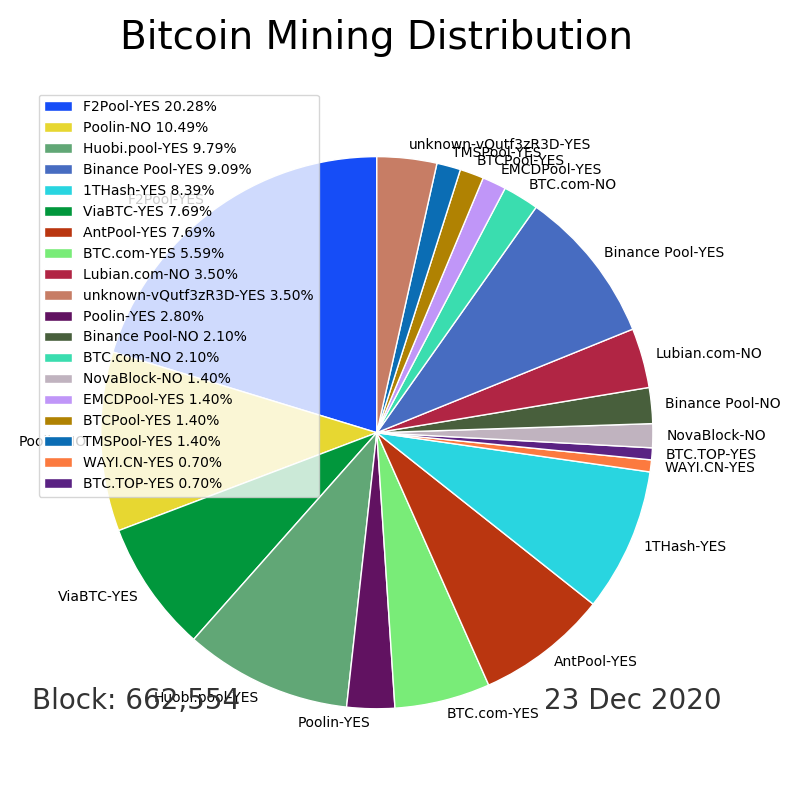 Bitcoin Mining Distribution
F2Pool-YES 20.28%
Poolin-NO 10.49%
Huobi.pool-YES 9.79%
Binance Pool-YES 9.09%
1THash-YES 8.39%
ViaBTC-YES 7.69%
AntPool-YES 7.69%
BTC.com-YES 5.59%
Lubian.com-NO 3.50%
unknown-vQutf3zR3D-YES 3.50%
Poolin-YES 2.80%
Binance Pool-NO 2.10%
BTC.com-NO 2.10%
NovaBlock-NO 1.40%
EMCDPool-YES 1.40%
BTCPool-YES 1.40%
TMSPool-YES 1.40%
WAYI.CN-YES 0.70%
BTC.TOP-YES 0.70%
unknown-vQutf3zR3D-YES
TMSPool-YES
BTCPool-YES
EMCDPool-YES
BTC.com-NO
F2Pool-YES
Binance Pool-YES
Lubian.com-NO
Binance Pool-NO
NovaBlock-NO
Poolin-NO
BTC.TOP-YES
WAYI.CN-YES
1THash-YES
ViaBTC-YES
AntPool-YES
Huobi.pool-YES
Block: 662,554
23 Dec 2020
BTC.com-YES
Poolin-YES